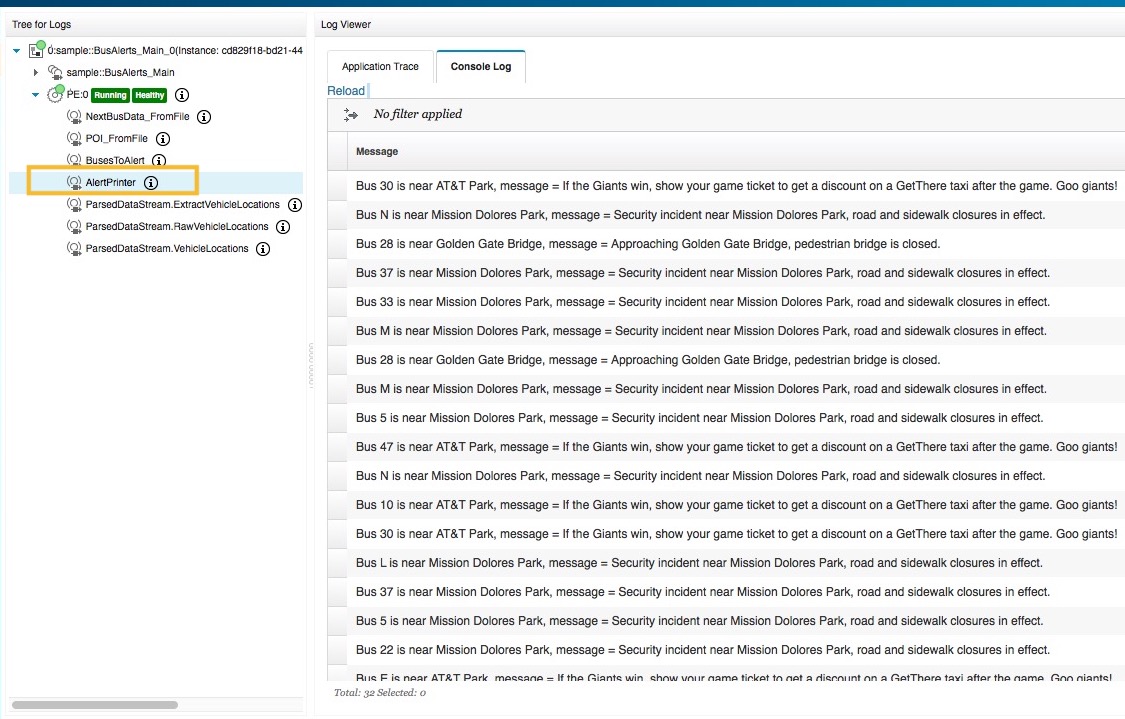 Tree for Logs
0:sample::BusAlerts_Main_0(Instance: cd829f18-bd21-44
sample::BusAlerts_Main
PE:0 Running Healthy
NextBusData_FromFile
POI_FromFile
BusesToAlert
AlertPrinter
ParsedDataStream.ExtractVehicleLocations
ParsedDataStream.RawVehicleLocations
ParsedDataStream.VehicleLocations
Log Viewer
Application Trace Console Log
Reload
No filter applied
Message
Bus 30 is near AT&T Park, message = If the Giants win, show your game ticket to get a discount on a GetThere taxi after the game. Goo giants!
Bus N is near Mission Dolores Park, message = Security incident near Mission Dolores Park, road and sidewalk closures in effect.
Bus 28 is near Golden Gate Bridge, message = Approaching Golden Gate Bridge, pedestrian bridge is closed.
Bus 37 is near Mission Dolores Park, message = Security incident near Mission Dolores Park, road and sidewalk closures in effect.
Bus 33 is near Mission Dolores Park, message = Security incident near Mission Dolores Park, road and sidewalk closures in effect.
Bus M is near Mission Dolores Park, message = Security incident near Mission Dolores Park, road and sidewalk closures in effect.
Bus 28 is near Golden Gate Bridge, message = Approaching Golden Gate Bridge, pedestrian bridge is closed.
Bus M is near Mission Dolores Park, message = Security incident near Mission Dolores Park, road and sidewalk closures in effect.
Bus 5 is near Mission Dolores Park, message = Security incident near Mission Dolores Park, road and sidewalk closures in effect.
Bus 47 is near AT&T Park, message = If the Giants win, show your game ticket to get a discount on a GetThere taxi after the game. Goo giants!
Bus N is near Mission Dolores Park, message = Security incident near Mission Dolores Park, road and sidewalk closures in effect.
Bus 10 is near AT&T Park, message = If the Giants win, show your game ticket to get a discount on a GetThere taxi after the game. Goo giants!
Bus 30 is near AT&T Park, message = If the Giants win, show your game ticket to get a discount on a GetThere taxi after the game. Goo giants!
Bus L is near Mission Dolores Park, message = Security incident near Mission Dolores Park, road and sidewalk closures in effect.
Bus 37 is near Mission Dolores Park, message = Security incident near Mission Dolores Park, road and sidewalk closures in effect.
Bus 5 is near Mission Dolores Park, message = Security incident near Mission Dolores Park, road and sidewalk closures in effect.
Bus 22 is near Mission Dolores Park, message = Security incident near Mission Dolores Park, road and sidewalk closures in effect.
is near AT&T Park, message = If the Giants win, show your game ticket to get a discount on a GetThere taxi after the game. Goo giants!
Total: 32 Selected: 0